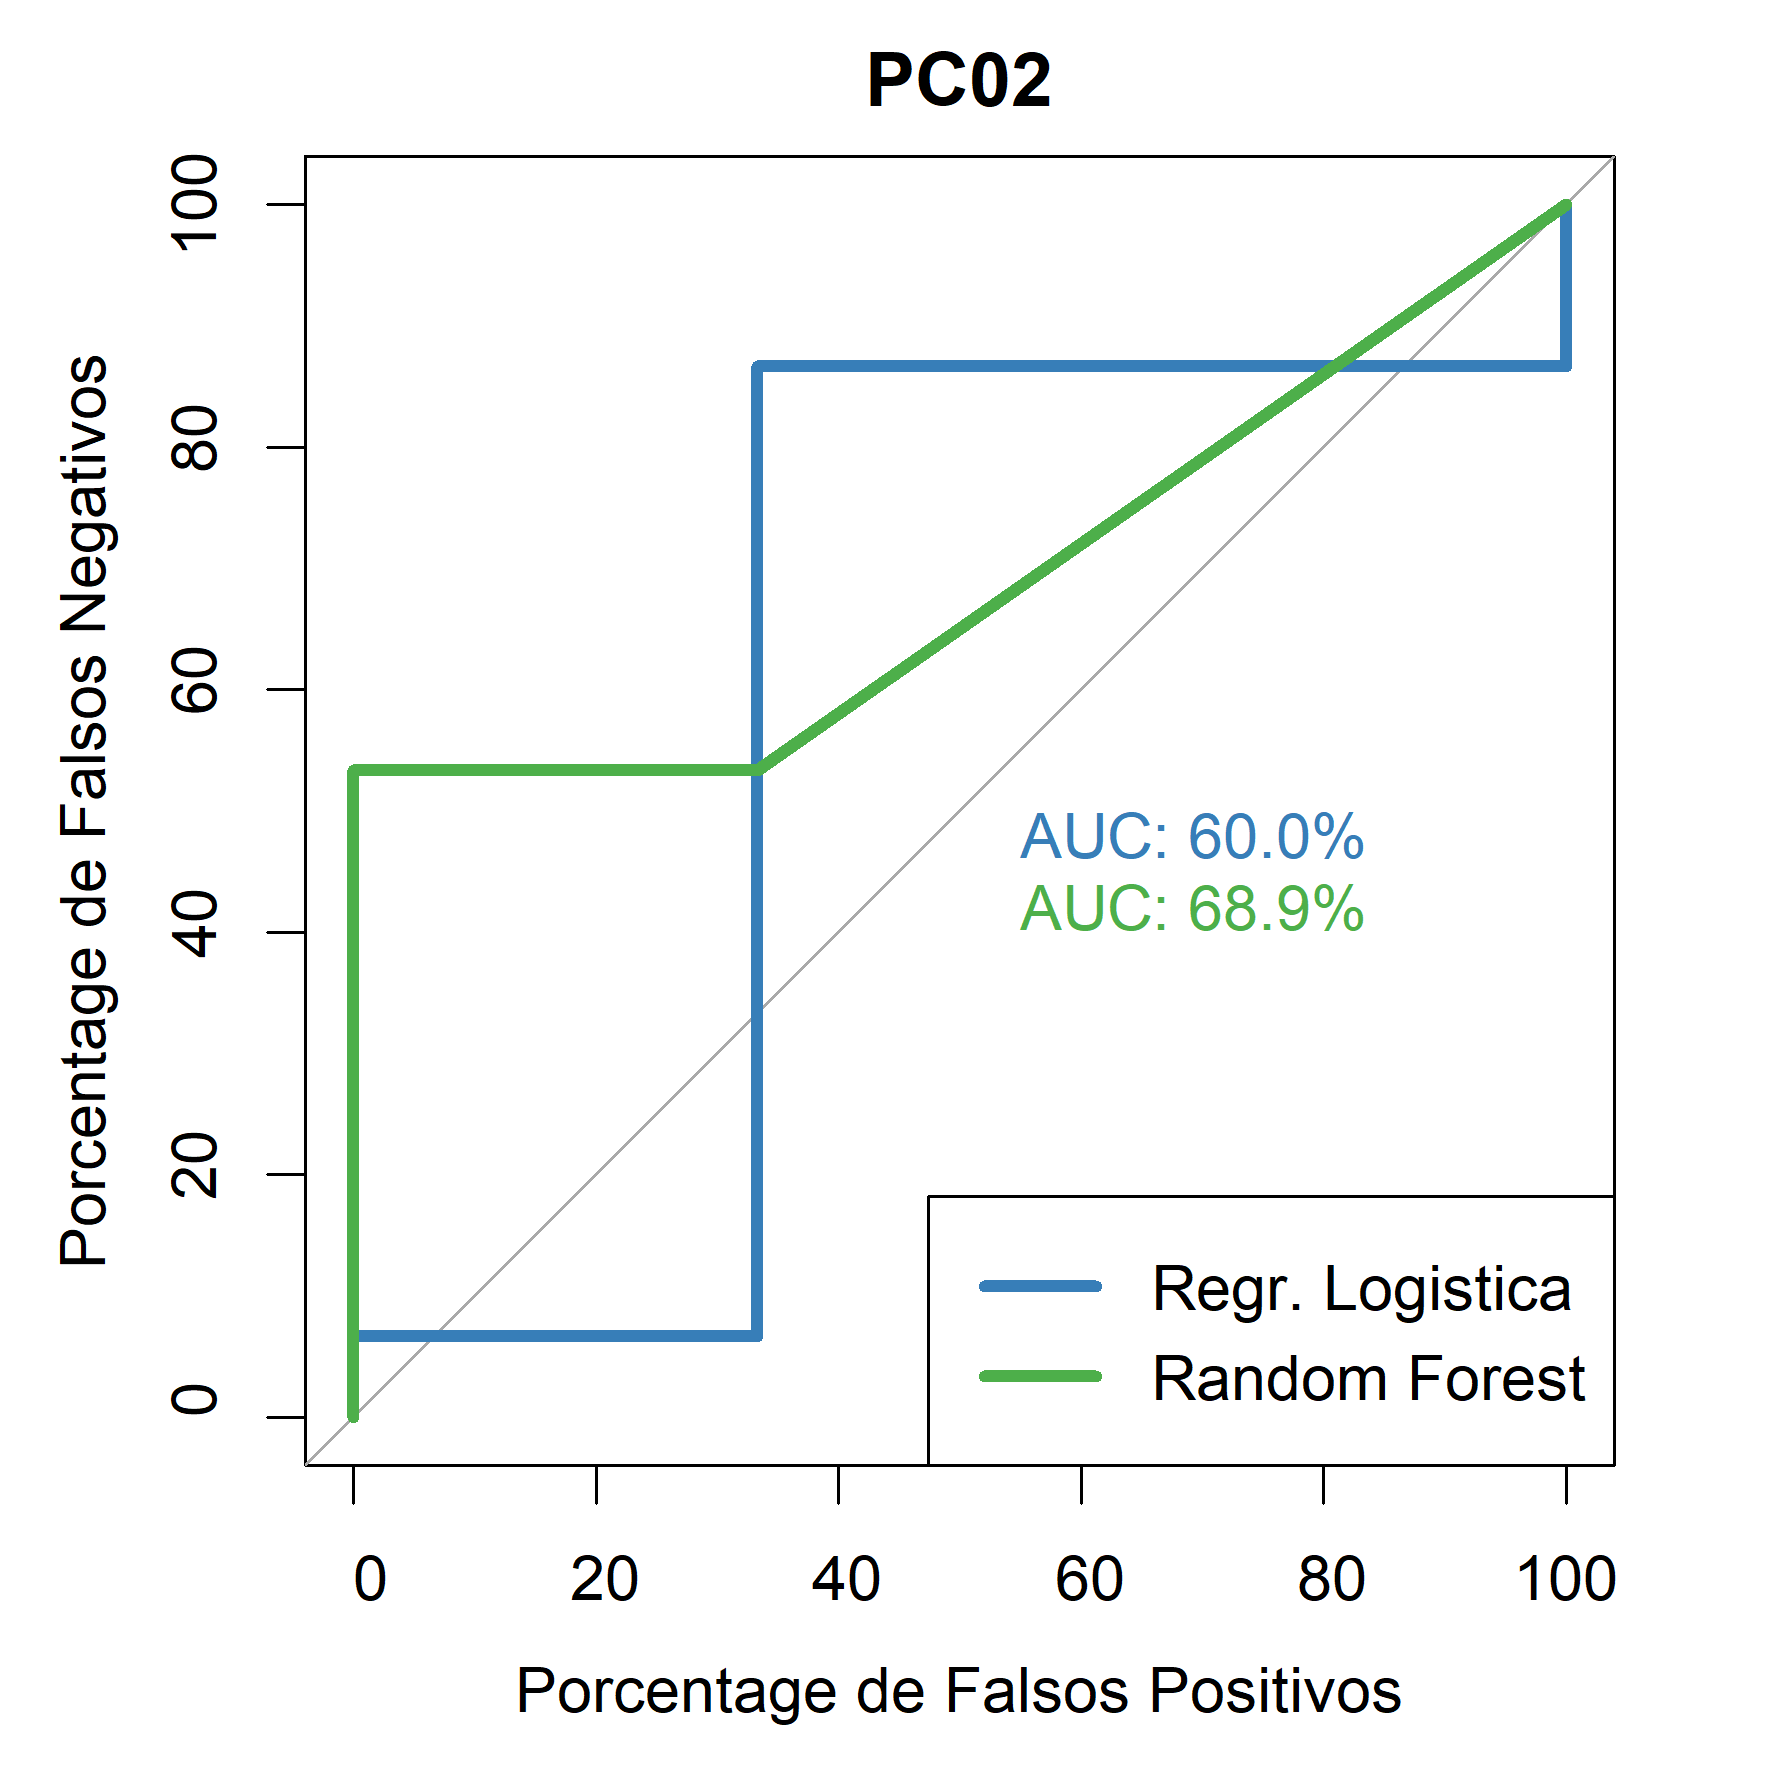 PC02
Porcentage de Falsos Negativos
100
80
60
40
20
0
AUC: 60.0%
AUC: 68.9%
Regr. Logistica
Random Forest
0 20 40 60 80 100
Porcentage de Falsos Positivos